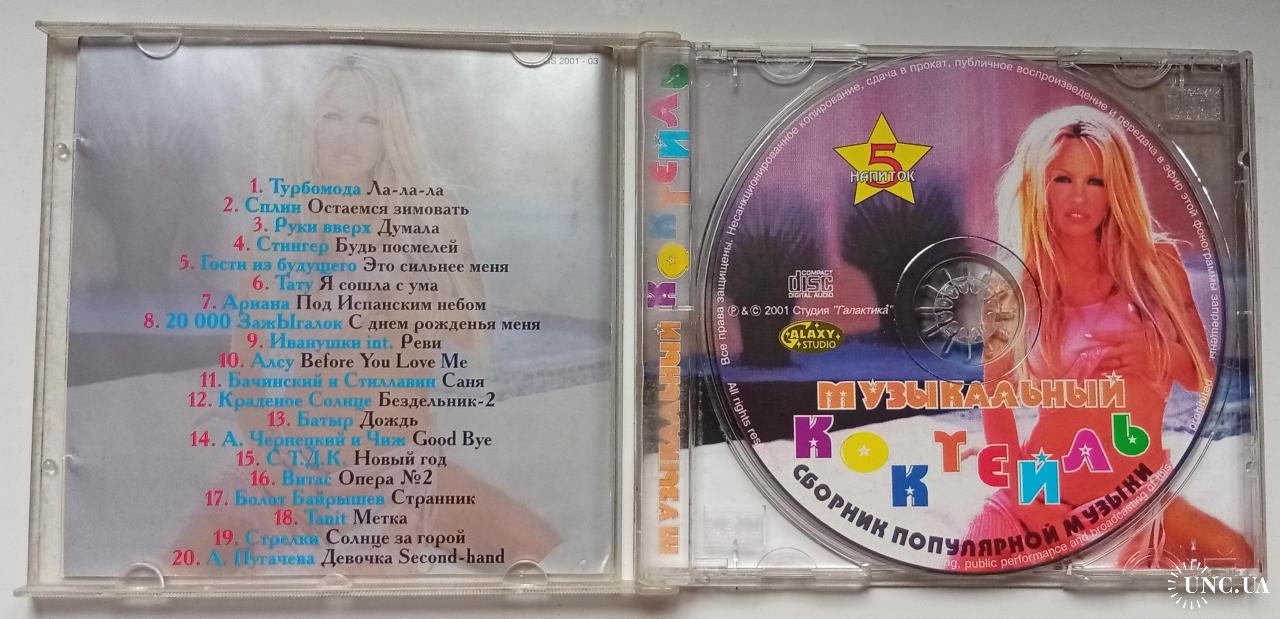 GS 2001 - 03
1. Турбомода Ла-ла-ла
2. Сплин Остаемся зимовать
3. Руки вверх Думала
4. Стингер Будь посмелей
5. Гости из будущего Это сильнее меня
6. Тату Я сошла с ума
7. Ариана Под Испанским небом
8. 20 000 ЗажЫгалок С днем рожденья меня
9. Иванушки int. Реви
10. Алсу Before You Love Me
11. Бачинский и Стиллавин Саня
12. Краденое Солнце Бездельник-2
13. Батыр Дождь
14. А. Чернецкий и Чиж Good Bye
15. С.Т.Д.К. Новый год
16. Витас Опера №2
17. Болот Байрышев Странник
18. Tanit Метка
19. Стрелки Солнце за горой
20. А. Пугачева Девочка Second-hand
МУЗЫКАЛЬНЫЙ КОКТЕЙЛЬ
Все права защищены. Несанкционированное копирование, сдача в прокат, публичное воспроизведение и передача в эфир этой фонограммы запрещены.
5
НАПИТОК
COMPACT
disc
DIGITAL AUDIO
℗ & © 2001 Студия "Галактика"
GALAXY
STUDIO
МУЗЫКАЛЬНЫЙ
КОКТЕЙЛЬ
СБОРНИК ПОПУЛЯРНОЙ МУЗЫКИ
All rights res
ng, public performance and broadcasting of this
prohibited
UNC.UA